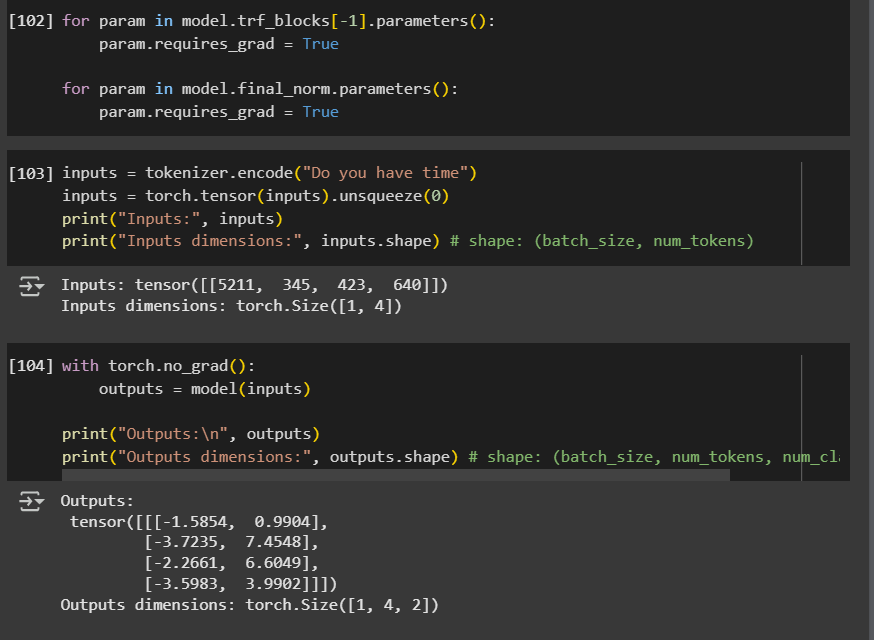 [102] for param in model.trf_blocks[-1].parameters():
param.requires_grad = True
for param in model.final_norm.parameters():
param.requires_grad = True
[103] inputs = tokenizer.encode("Do you have time")
inputs = torch.tensor(inputs).unsqueeze(0)
print("Inputs:", inputs)
print("Inputs dimensions:", inputs.shape) # shape: (batch_size, num_tokens)
Inputs: tensor([[5211,  345,  423,  640]])
Inputs dimensions: torch.Size([1, 4])
[104] with torch.no_grad():
outputs = model(inputs)
print("Outputs:\n", outputs)
print("Outputs dimensions:", outputs.shape) # shape: (batch_size, num_tokens, num_cl
Outputs:
tensor([[[-1.5854,  0.9904],
[-3.7235,  7.4548],
[-2.2661,  6.6049],
[-3.5983,  3.9902]]])
Outputs dimensions: torch.Size([1, 4, 2])